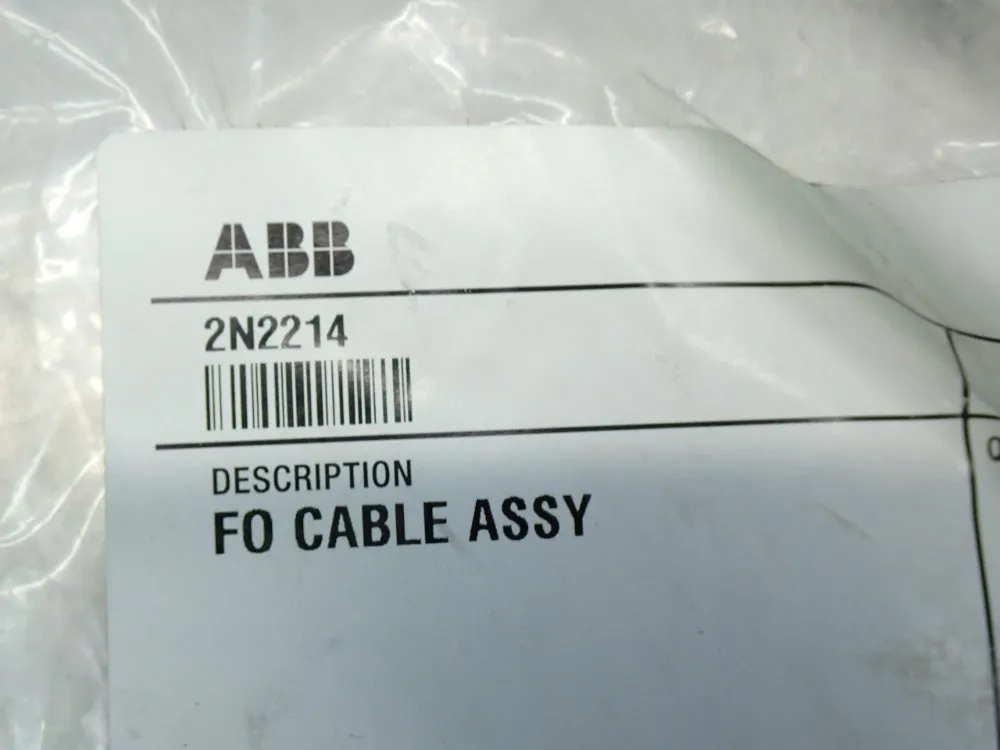 ABB
2N2214
DESCRIPTION
FO CABLE ASSY